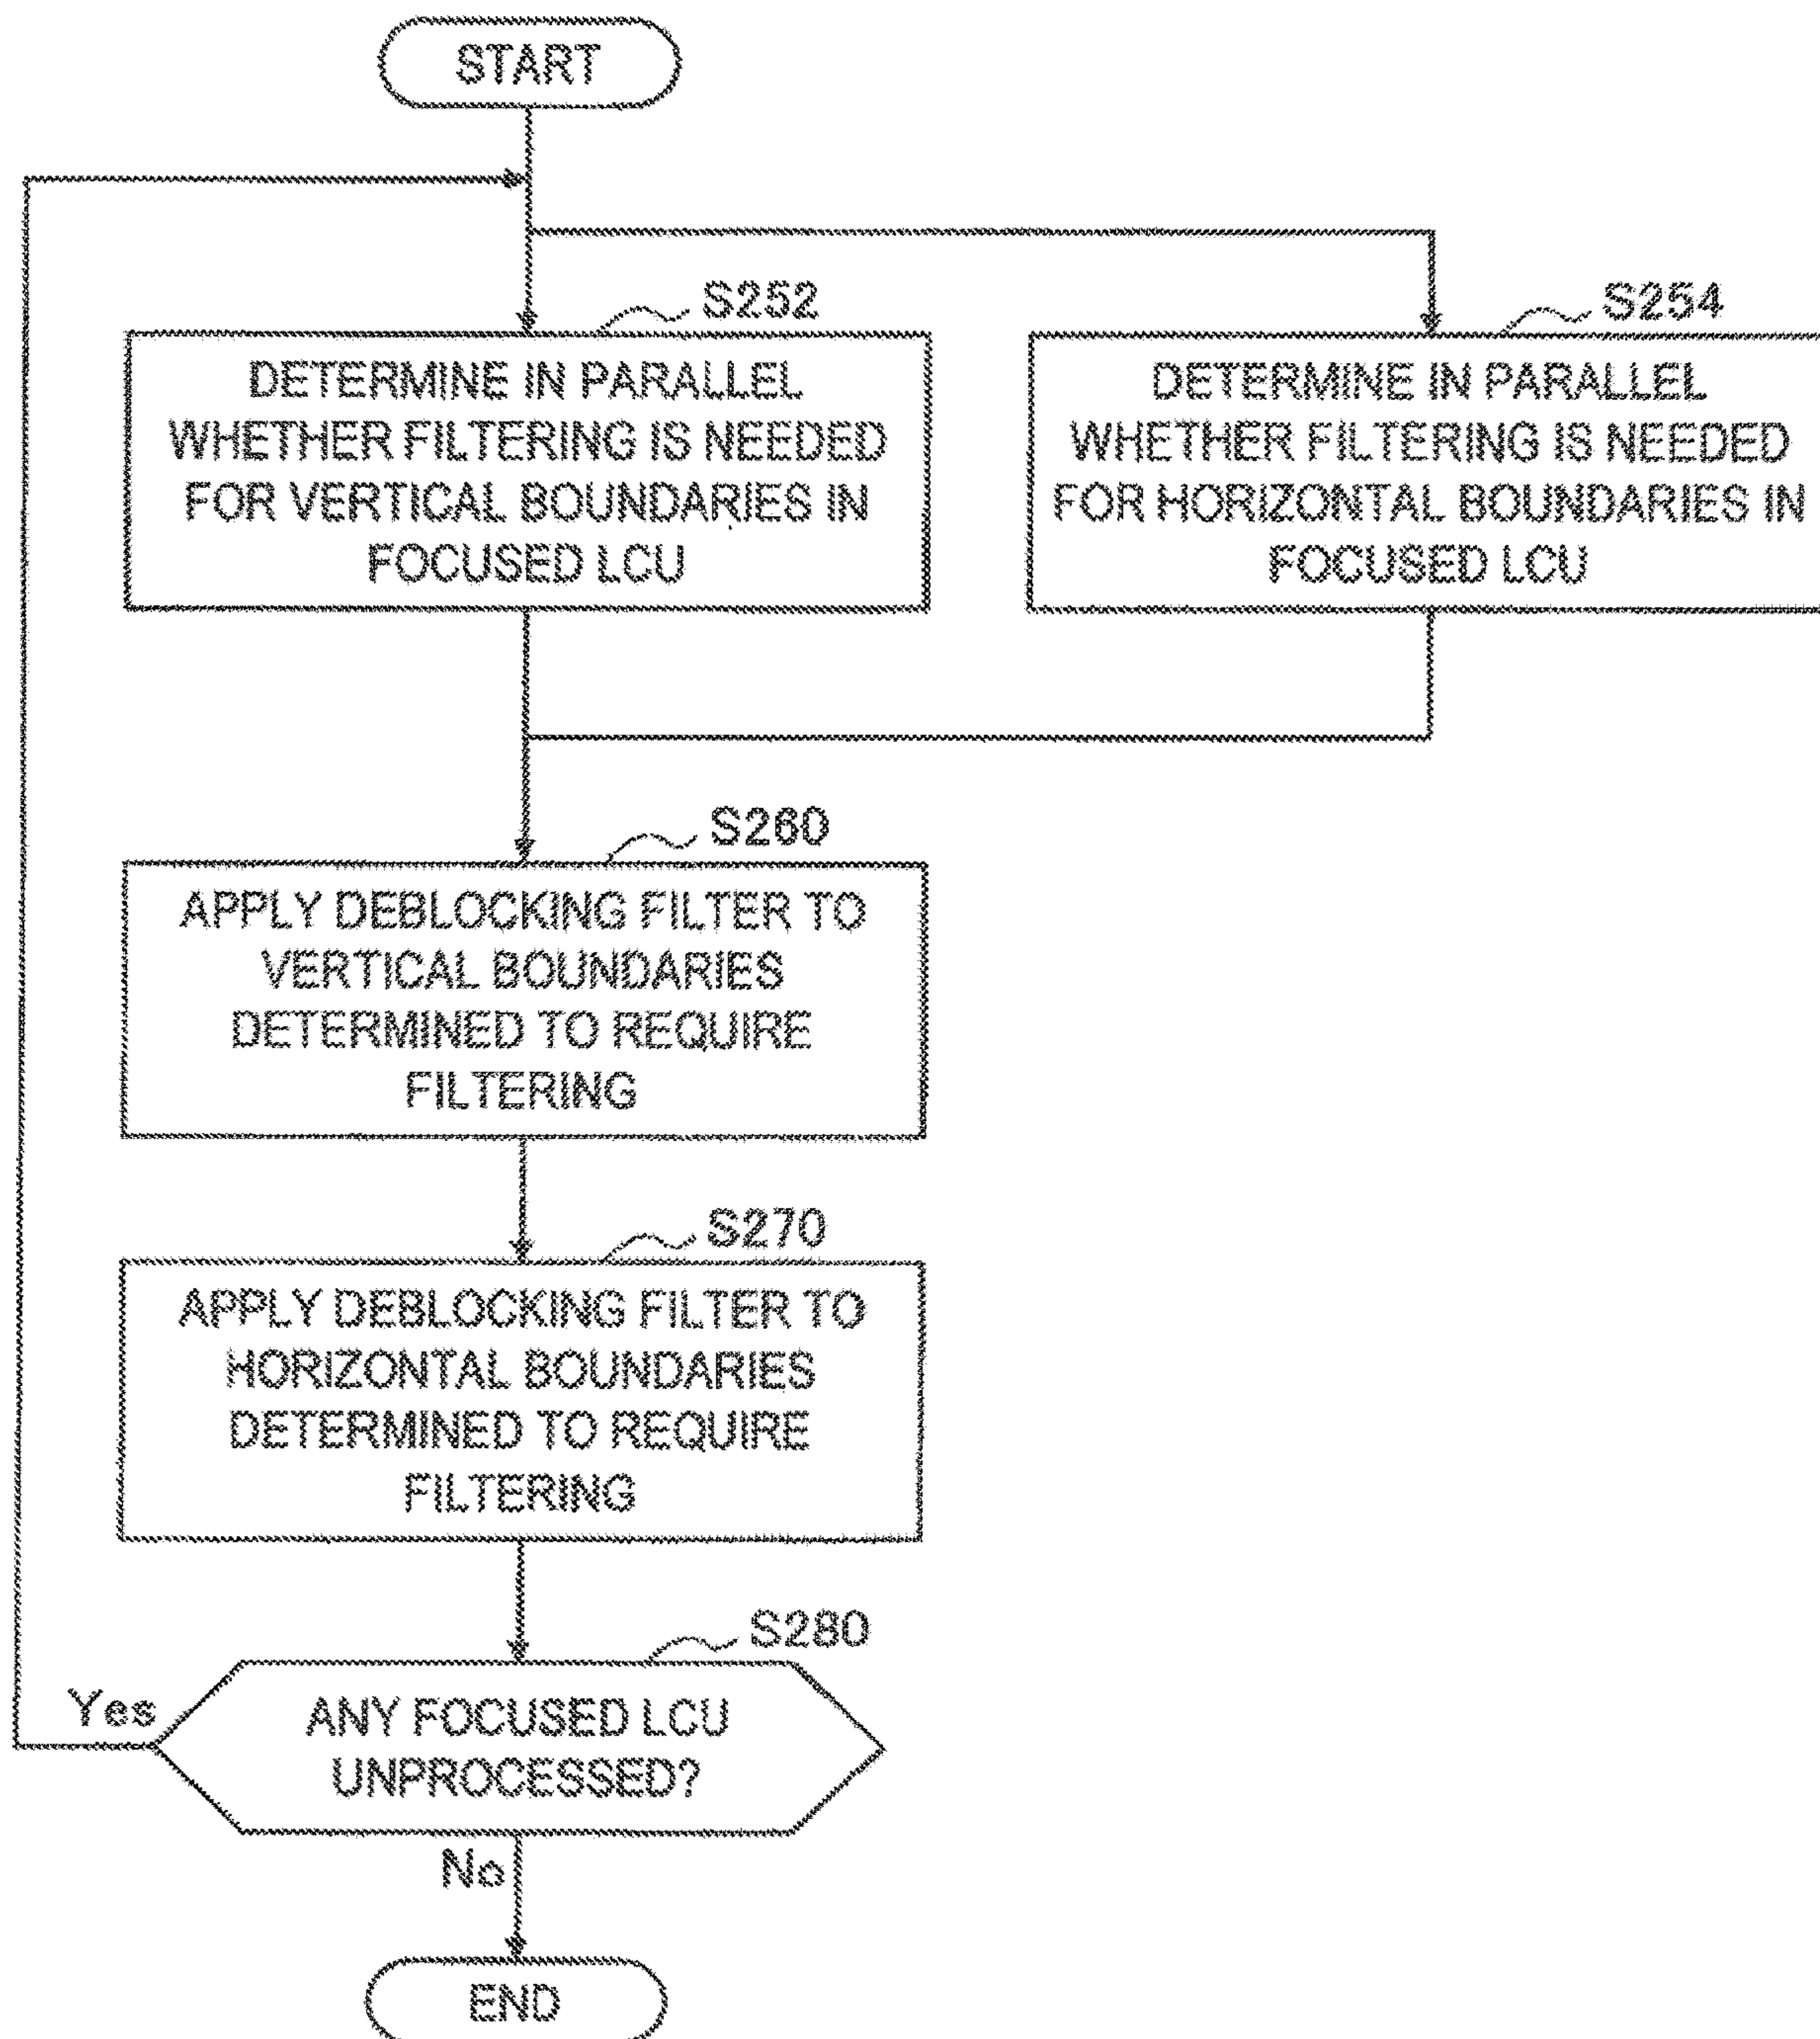 START
S252
DETERMINE IN PARALLEL
WHETHER FILTERING IS NEEDED
FOR VERTICAL BOUNDARIES IN
FOCUSED LCU
S254
DETERMINE IN PARALLEL
WHETHER FILTERING IS NEEDED
FOR HORIZONTAL BOUNDARIES IN
FOCUSED LCU
S260
APPLY DEBLOCKING FILTER TO
VERTICAL BOUNDARIES
DETERMINED TO REQUIRE
FILTERING
S270
APPLY DEBLOCKING FILTER TO
HORIZONTAL BOUNDARIES
DETERMINED TO REQUIRE
FILTERING
S280
Yes
ANY FOCUSED LCU
UNPROCESSED?
No
END